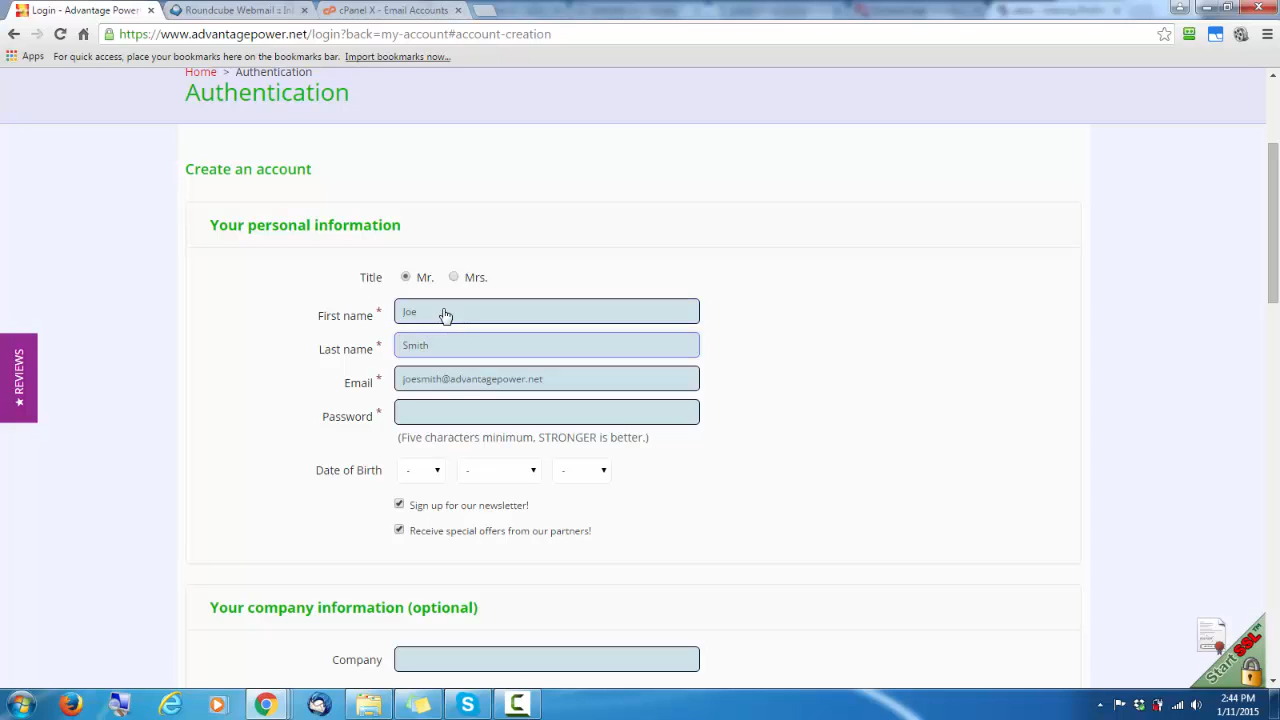 Login - Advantage Power
Roundcube Webmail :: In
cPanel X - Email Accounts
https://www.advantagepower.net/login?back=my-account#account-creation
Apps For quick access, place your bookmarks here on the bookmarks bar. Import bookmarks now...
Home > Authentication
Authentication
Create an account
Your personal information
Title Mr. Mrs.
First name * Joe
Last name * Smith
Email * joesmith@advantagepower.net
Password *
(Five characters minimum, STRONGER is better.)
Date of Birth - - -
Sign up for our newsletter!
Receive special offers from our partners!
Your company information (optional)
Company
★ REVIEWS
StartSSL™
2:44 PM
1/11/2015